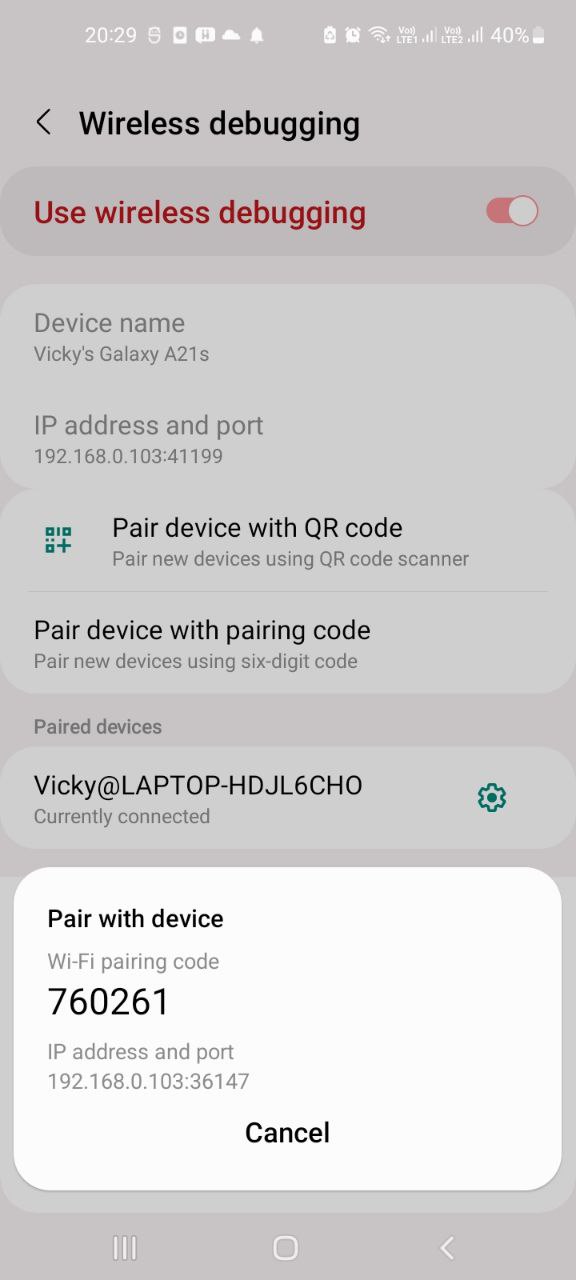 20:29
Vo) LTE1
Vo) LTE2
40%
Wireless debugging
Use wireless debugging
Device name
Vicky's Galaxy A21s
IP address and port
192.168.0.103:41199
Pair device with QR code
Pair new devices using QR code scanner
Pair device with pairing code
Pair new devices using six-digit code
Paired devices
Vicky@LAPTOP-HDJL6CHO
Currently connected
Pair with device
Wi-Fi pairing code
760261
IP address and port
192.168.0.103:36147
Cancel